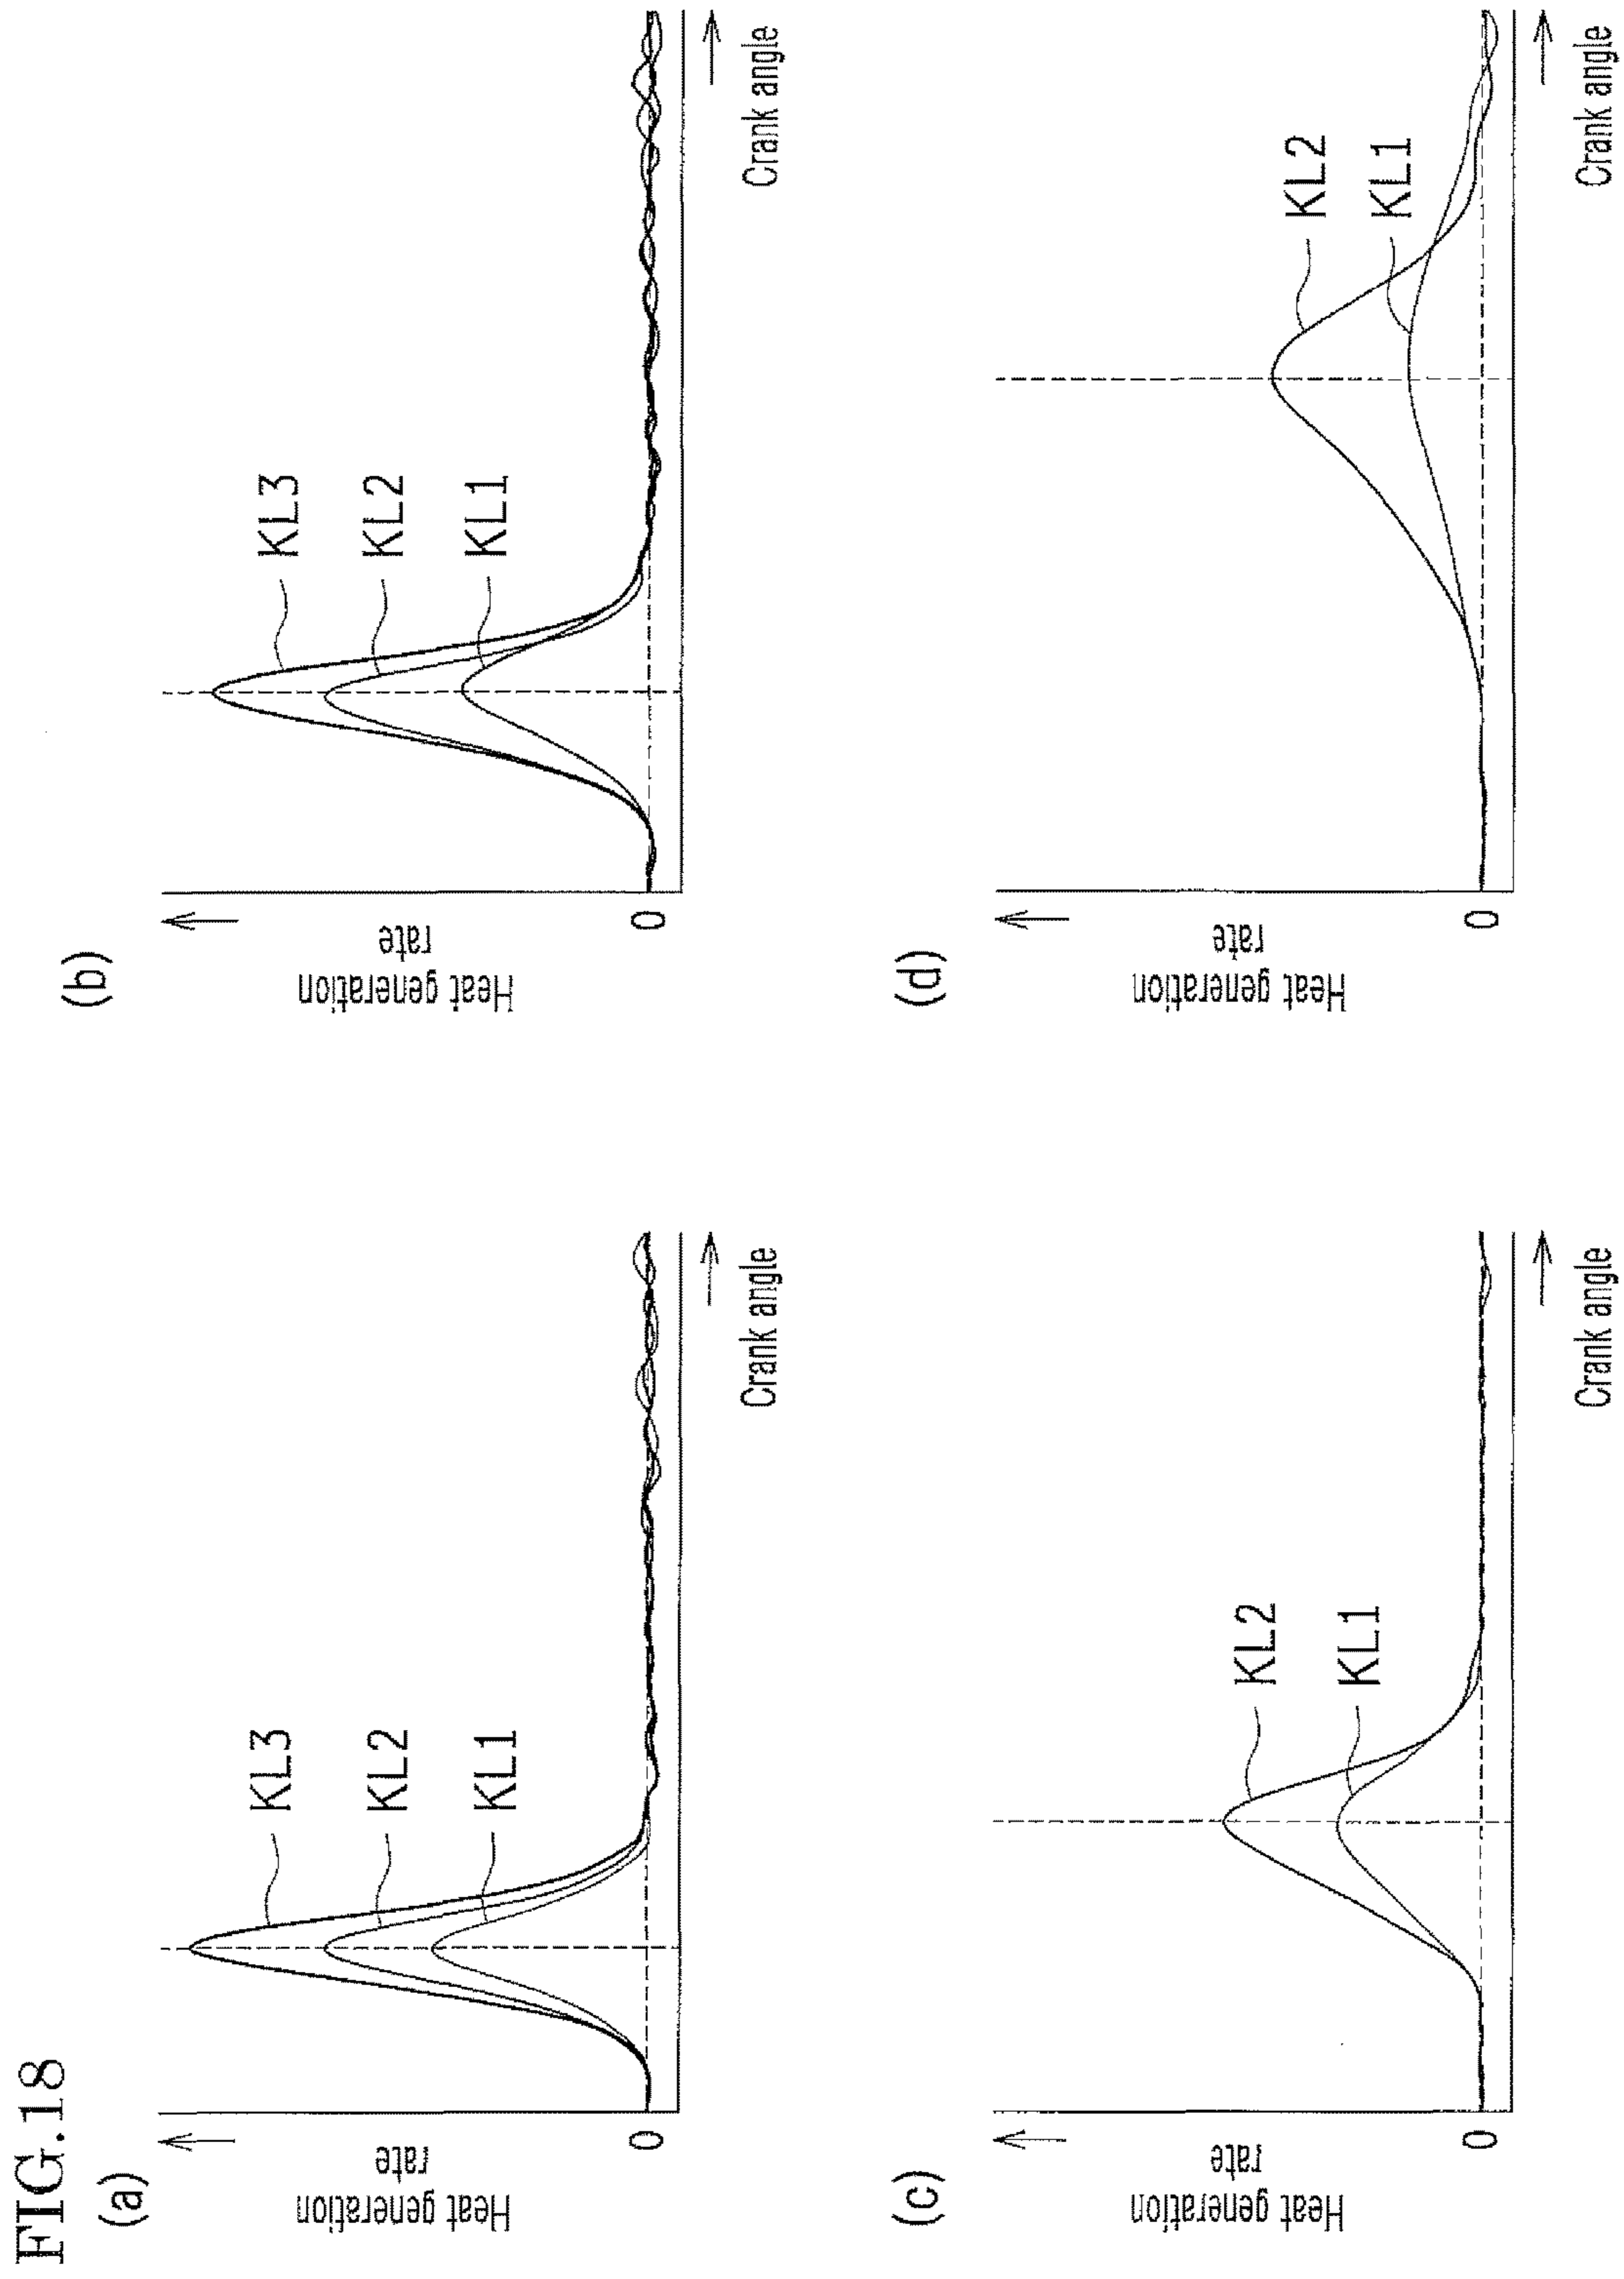 FIG.18
(a)
Heat generation
rate
0
KL3
KL2
KL1
Crank angle
(b)
Heat generation
rate
0
KL3
KL2
KL1
Crank angle
(c)
Heat generation
rate
0
KL2
KL1
Crank angle
(d)
Heat generation
rate
0
KL2
KL1
Crank angle